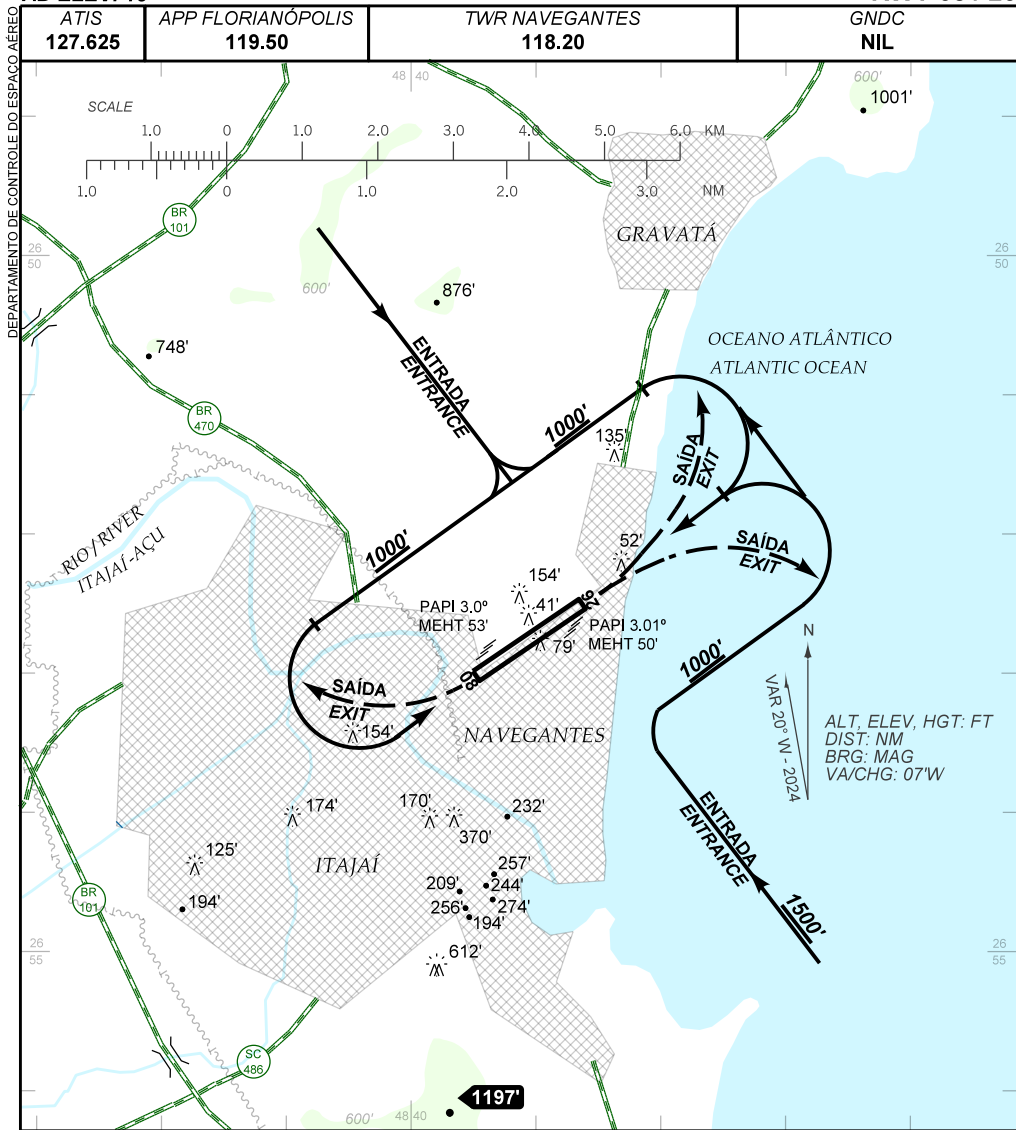 DEPARTAMENTO DE CONTROLE DO ESPAÇO AÉREO
ATIS
127.625
APP FLORIANÓPOLIS
119.50
TWR NAVEGANTES
118.20
GNDC
NIL
48 40
600'
1001'
SCALE
1.0 0 1.0 2.0 3.0 4.0 5.0 6.0 KM
1.0 0 1.0 2.0 3.0 NM
BR
101
GRAVATÁ
26
50
26
50
600'
876'
748'
OCEANO ATLÂNTICO
ATLANTIC OCEAN
ENTRADA
ENTRANCE
BR
470
1000'
135'
SAÍDA
EXIT
RIO/RIVER
ITAJAÍ-AÇU
1000'
52'
SAÍDA
EXIT
154'
41'
79'
PAPI 3.0º
MEHT 53'
26
PAPI 3.01º
MEHT 50'
08
1000'
N
VAR 20° W - 2024
SAÍDA
EXIT
154'
NAVEGANTES
ALT, ELEV, HGT: FT
DIST: NM
BRG: MAG
VA/CHG: 07'W
174'
170'
370'
232'
ENTRADA
ENTRANCE
125'
ITAJAÍ
257'
209'
244'
BR
101
194'
256'
274'
194'
1500'
612'
26
55
26
55
SC
486
1197'
600'
48 40